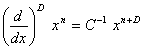 (d/dx)^D x^n = C^{-1} x^{n+D}